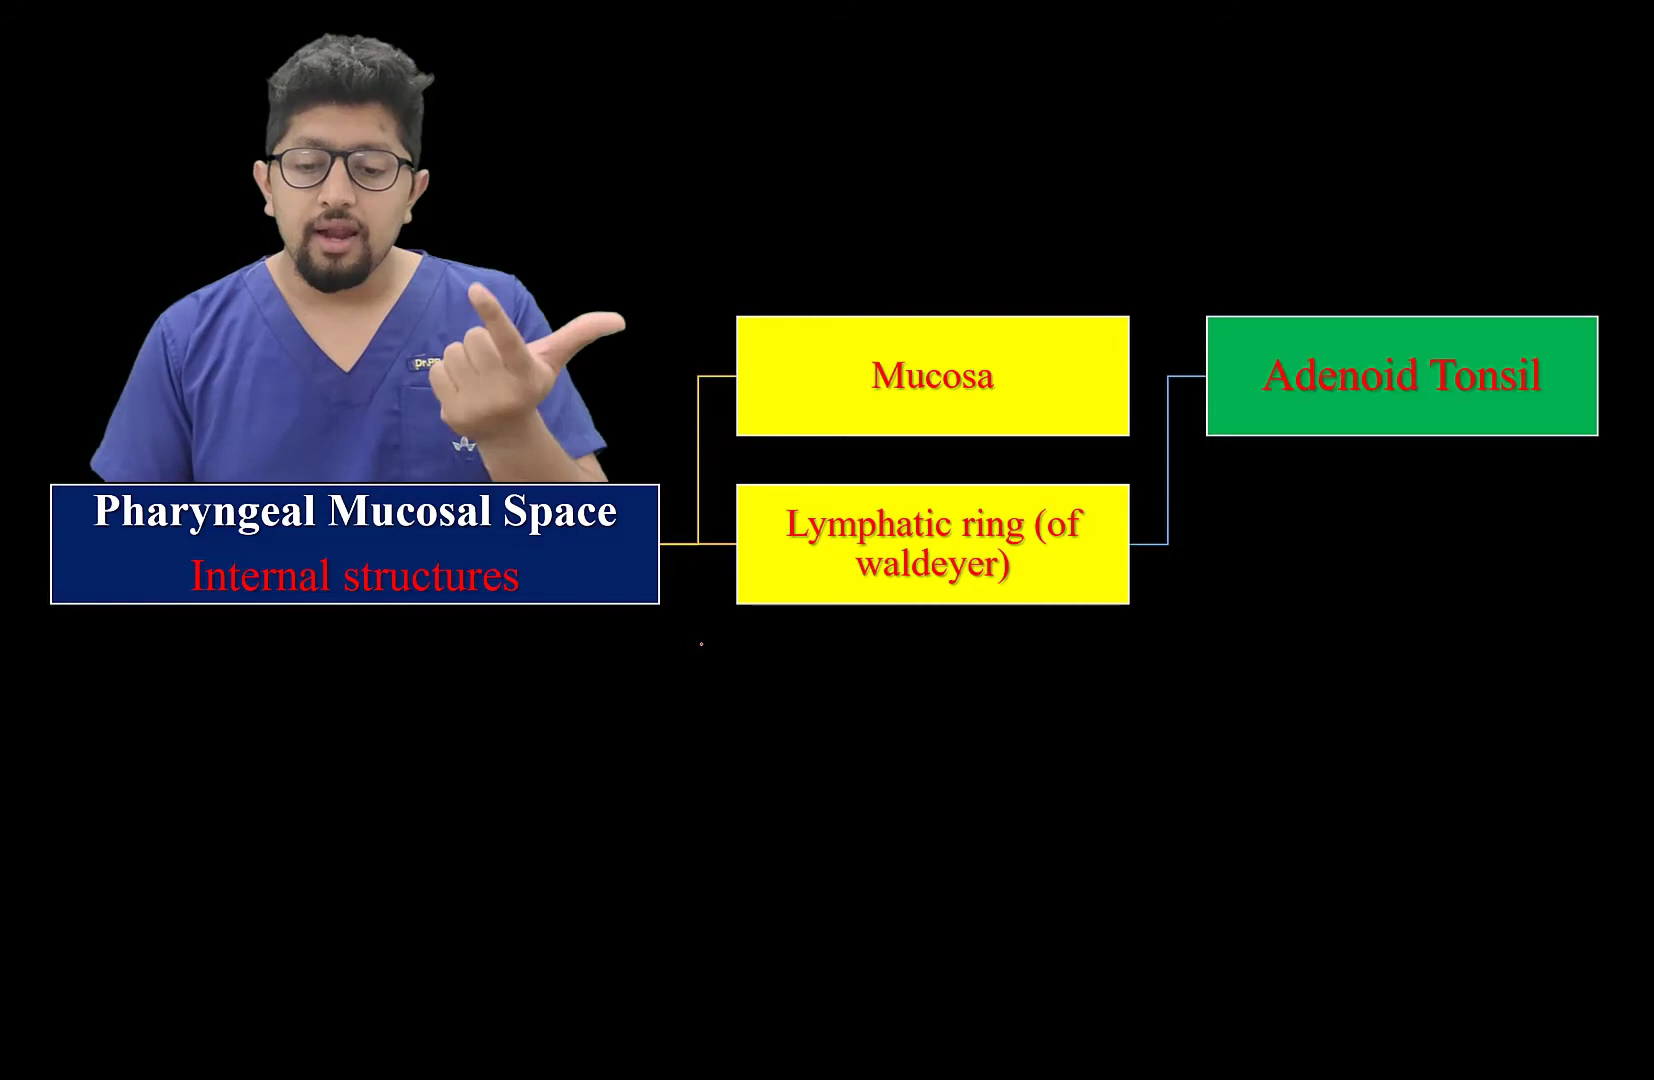 Pharyngeal Mucosal Space
Internal structures
Mucosa
Lymphatic ring (of
waldeyer)
Adenoid Tonsil